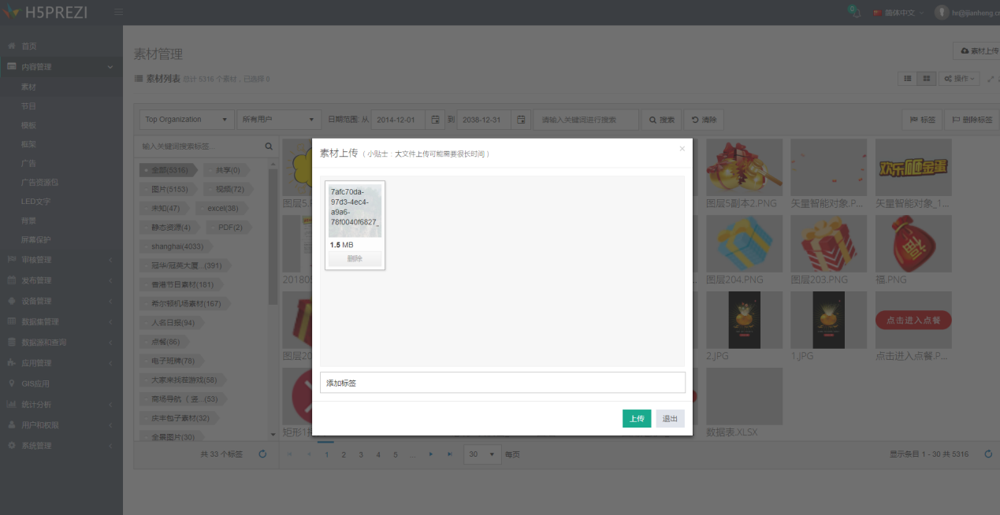 H5PREZI
0
简体中文
首页
内容管理
素材
节目
模板
框架
广告
广告资源包
LED文字
背景
屏幕保护
审核管理
发布管理
设备管理
数据集管理
数据源和查询
应用管理
GIS应用
统计分析
用户和权限
系统管理
素材管理
素材上传
素材列表 总计 5316 个素材，已选择 0
操作
Top Organization
所有用户
日期范围: 从
2014-12-01
到
2038-12-31
请输入关键词进行搜索
搜索
清除
标签
删除标签
输入关键词搜索标签...
全部(5316)
共享(0)
图片(5153)
视频(72)
未知(47)
excel(38)
静态资源(4)
PDF(2)
shanghai(4033)
冠华/冠英大厦...(391)
香港节目素材(181)
希尔顿机场素材(167)
人名日报(94)
点餐(86)
电子班牌(78)
大家来找茬游戏(56)
商场导航（竖...(53)
庆丰包子素材(32)
全景图片(30)
共 33 个标签
素材上传 （ 小贴士 : 大文件上传可能需要很长时间 ）
×
7afc70da-
97d3-4ec4-
a9a6-
78f0040f6827_
1.5 MB
删除
添加标签
上传
退出
图层5副本2.PNG
矢量智能对象.P...
欢乐砸金蛋
矢量智能对象_1...
图层204.PNG
图层203.PNG
福
福.PNG
2.JPG
1.JPG
点击进入点餐
点击进入点餐.P...
数据表.XLSX
1
2
3
4
5
...
30
每页
显示条目 1 - 30 共 5316